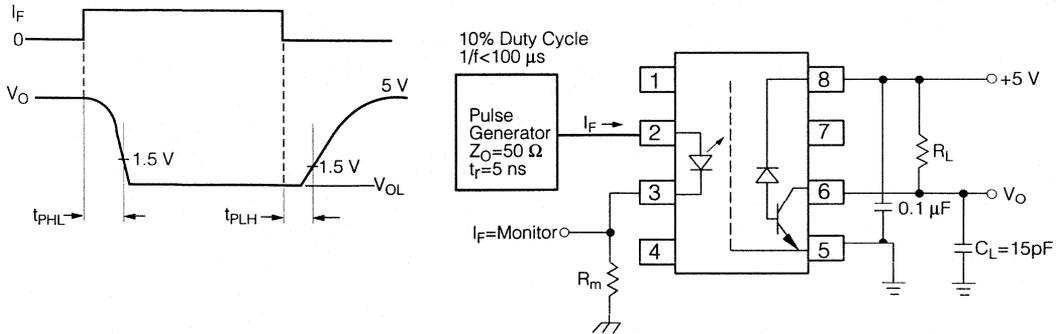 I_F
0
V_O
5 V
1.5 V
1.5 V
V_OL
t_PHL
t_PLH
10% Duty Cycle
1/f<100 µs
Pulse
Generator
Z_O=50 Ω
t_r=5 ns
I_F
I_F=Monitor
R_m
1
2
3
4
8
7
6
5
+5 V
R_L
V_O
0.1 µF
C_L=15pF